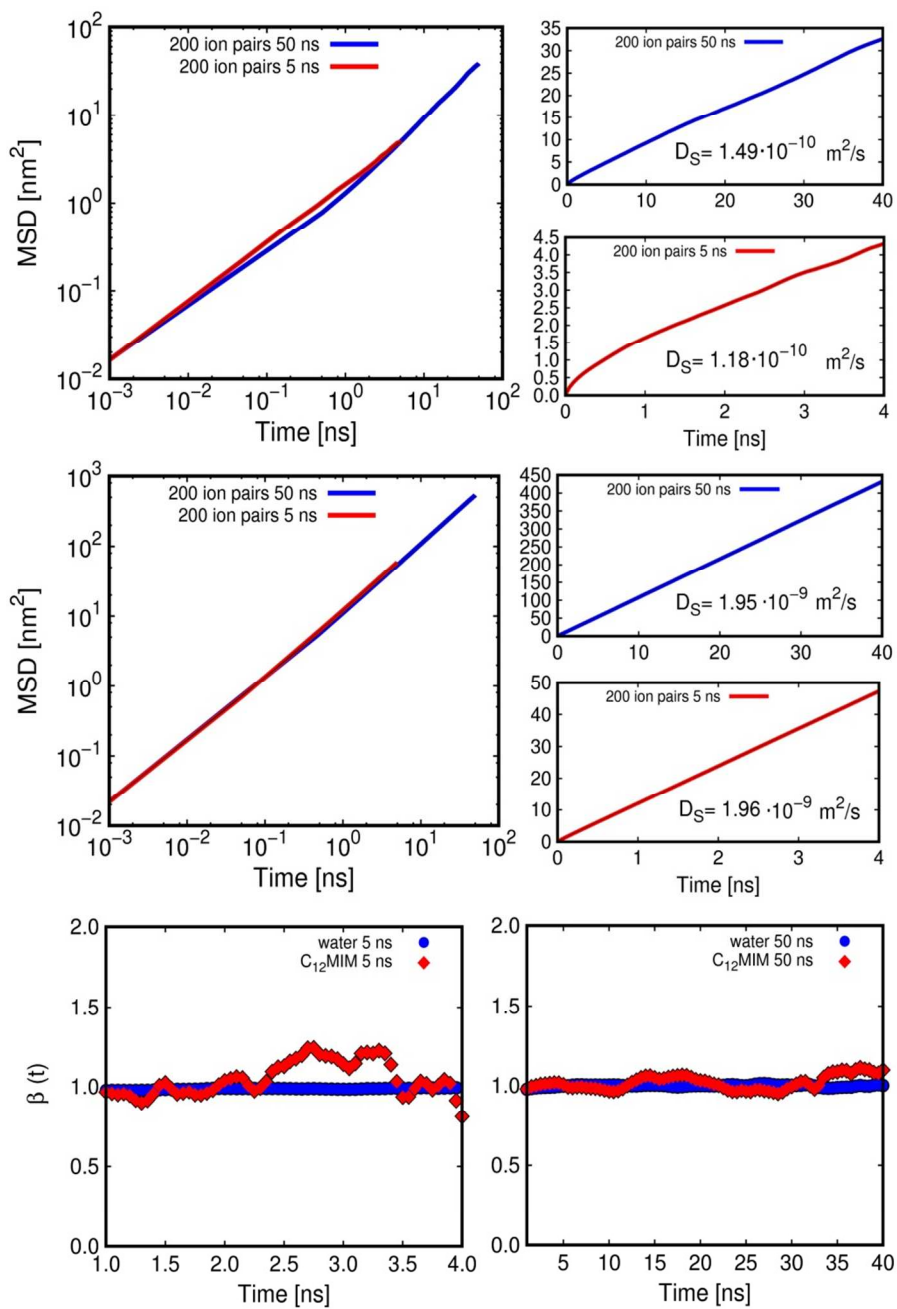 10²
200 ion pairs 50 ns
200 ion pairs 5 ns
10¹
10⁰
10⁻¹
10⁻²
MSD [nm²]
10⁻³ 10⁻² 10⁻¹ 10⁰ 10¹ 10²
Time [ns]
35
30
25
20
15
10
5
0
200 ion pairs 50 ns
D_S= 1.49·10⁻¹⁰ m²/s
0 10 20 30 40
4.5
4.0
3.5
3.0
2.5
2.0
1.5
1.0
0.5
0.0
200 ion pairs 5 ns
D_S= 1.18·10⁻¹⁰ m²/s
0 1 2 3 4
Time [ns]
10³
200 ion pairs 50 ns
200 ion pairs 5 ns
10²
10¹
10⁰
10⁻¹
10⁻²
MSD [nm²]
10⁻³ 10⁻² 10⁻¹ 10⁰ 10¹ 10²
Time [ns]
450
400
350
300
250
200
150
100
50
0
200 ion pairs 50 ns
D_S= 1.95 ·10⁻⁹ m²/s
0 10 20 30 40
50
40
30
20
10
0
200 ion pairs 5 ns
D_S= 1.96 ·10⁻⁹ m²/s
0 1 2 3 4
Time [ns]
2.0
1.5
1.0
0.5
0.0
β (t)
water 5 ns
C₁₂MIM 5 ns
1.0 1.5 2.0 2.5 3.0 3.5 4.0
Time [ns]
2.0
1.5
1.0
0.5
0.0
water 50 ns
C₁₂MIM 50 ns
5 10 15 20 25 30 35 40
Time [ns]